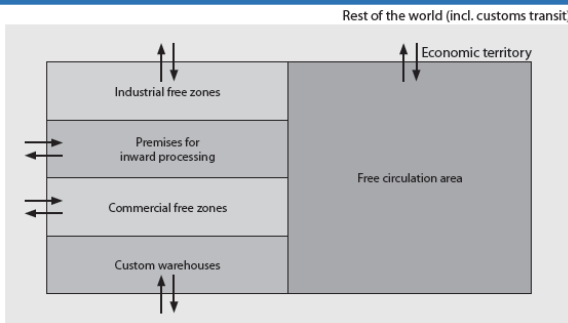 Rest of the world (incl. customs transit)
Economic territory
Industrial free zones
Premises for
inward processing
Free circulation area
Commercial free zones
Custom warehouses